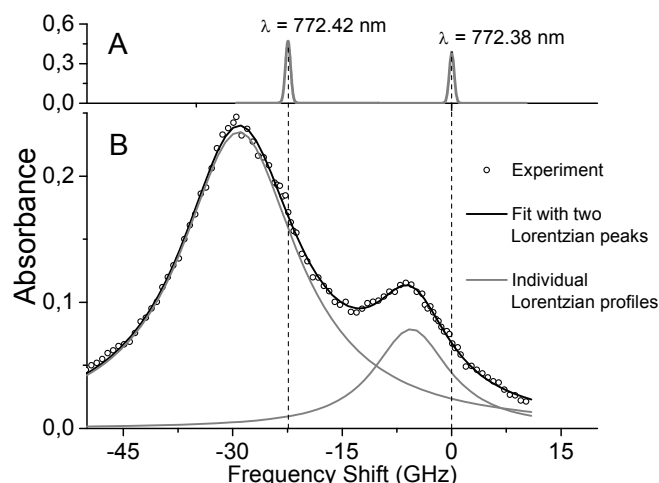 A
λ = 772.42 nm
λ = 772.38 nm
0,6
0,3
0,0
B
0,2
0,1
0,0
Absorbance
Experiment
Fit with two
Lorentzian peaks
Individual
Lorentzian profiles
-45 -30 -15 0 15
Frequency Shift (GHz)